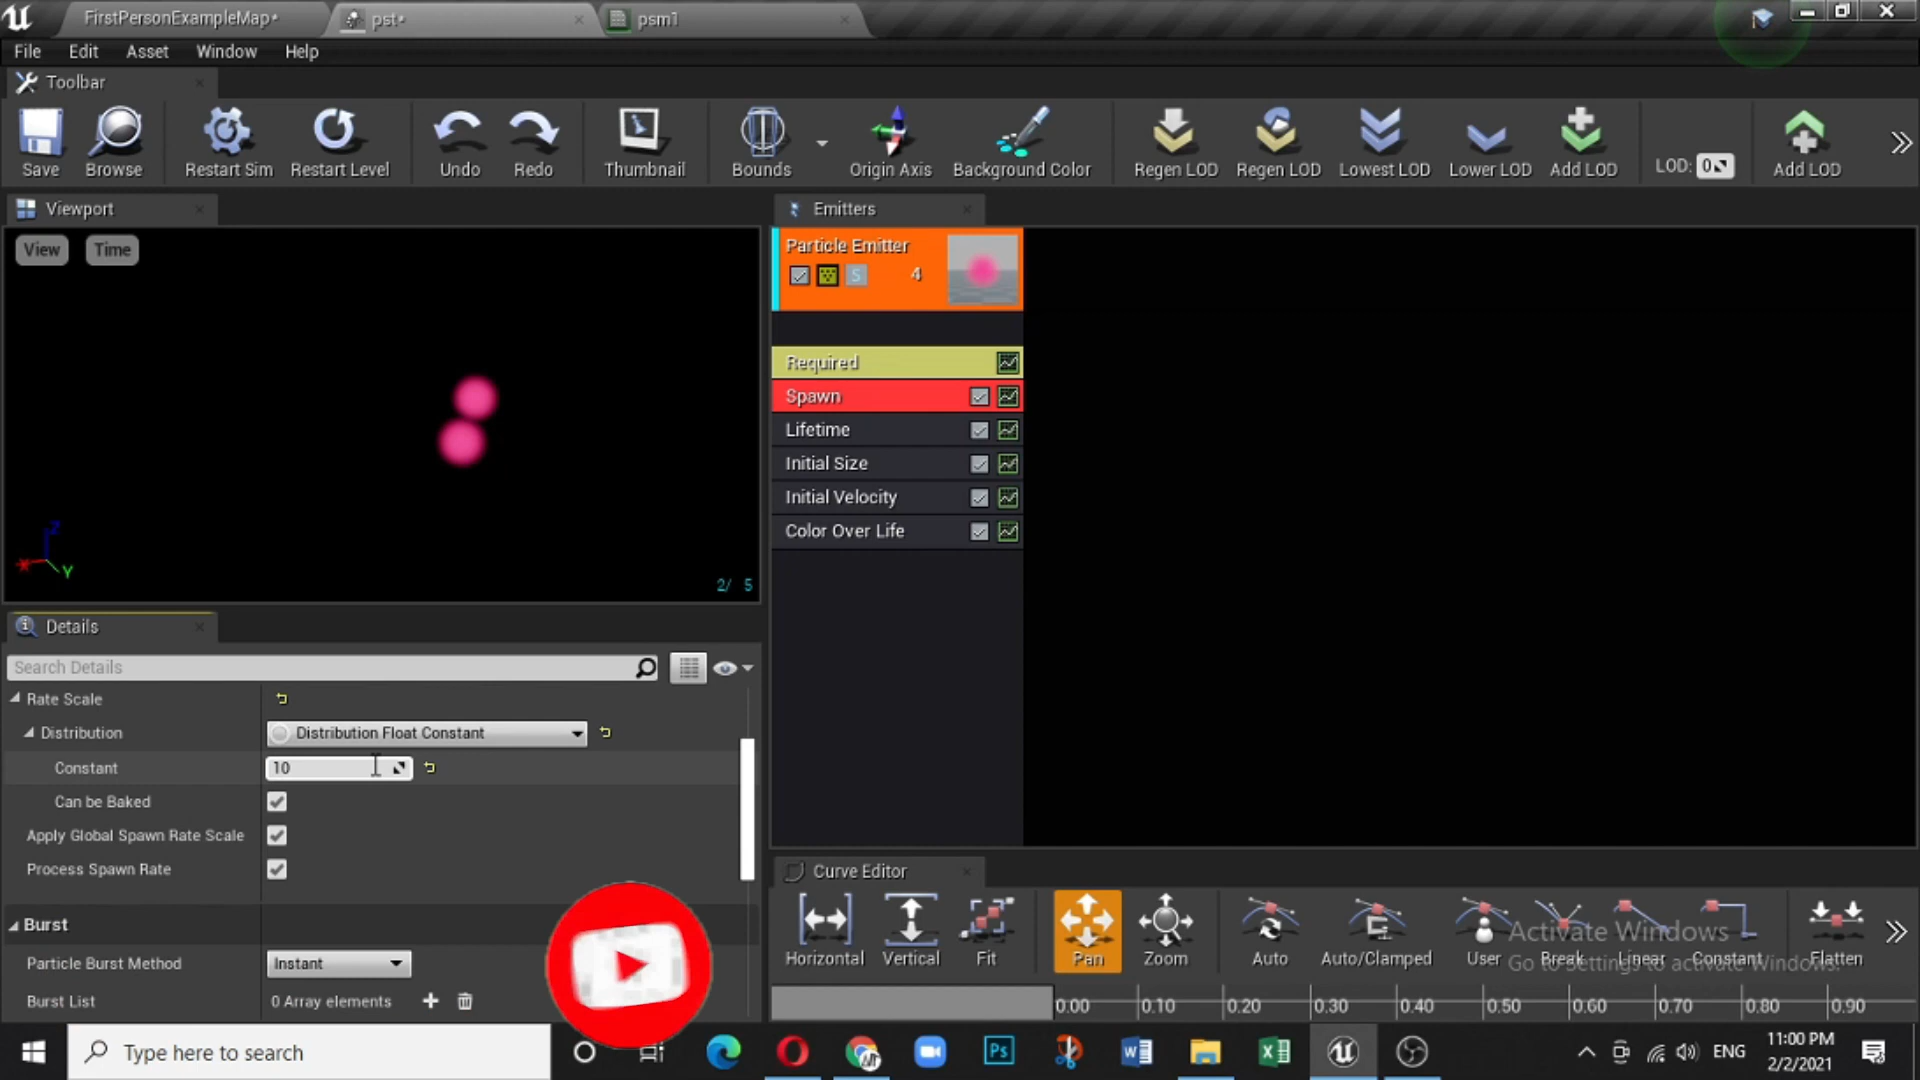 FirstPersonExampleMap*
pst*
psm1
File
Edit
Asset
Window
Help
Toolbar
Save
Browse
Restart Sim
Restart Level
Undo
Redo
Thumbnail
Bounds
Origin Axis
Background Color
Regen LOD
Regen LOD
Lowest LOD
Lower LOD
Add LOD
LOD: 0
Add LOD
Viewport
View
Time
Z
Y
2/ 5
Emitters
Particle Emitter
S
4
Required
Spawn
Lifetime
Initial Size
Initial Velocity
Color Over Life
Details
Search Details
Rate Scale
Distribution
Distribution Float Constant
Constant
10
Can be Baked
Apply Global Spawn Rate Scale
Process Spawn Rate
Burst
Particle Burst Method
Instant
Burst List
0 Array elements
Curve Editor
Horizontal
Vertical
Fit
Pan
Zoom
Auto
Auto/Clamped
User
Break
Linear
Constant
Flatten
Activate Windows
Go to Settings to activate Windows.
0.00
0.10
0.20
0.30
0.40
0.50
0.60
0.70
0.80
0.90
Type here to search
Ps
ENG
11:00 PM
2/2/2021